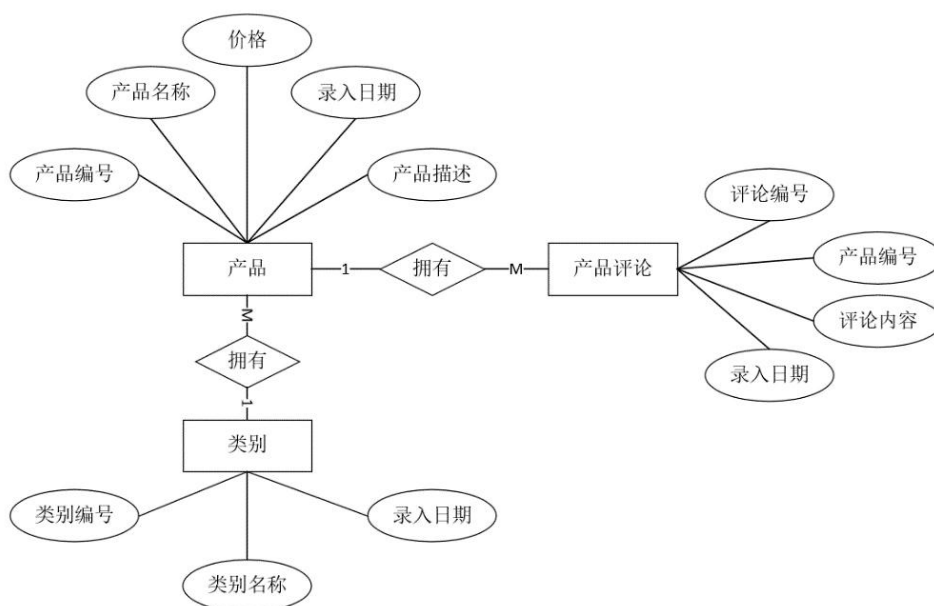 价格
产品名称
录入日期
产品编号
产品描述
评论编号
产品编号
产品
1
拥有
M
产品评论
评论内容
M
拥有
录入日期
1
类别
类别编号
录入日期
类别名称